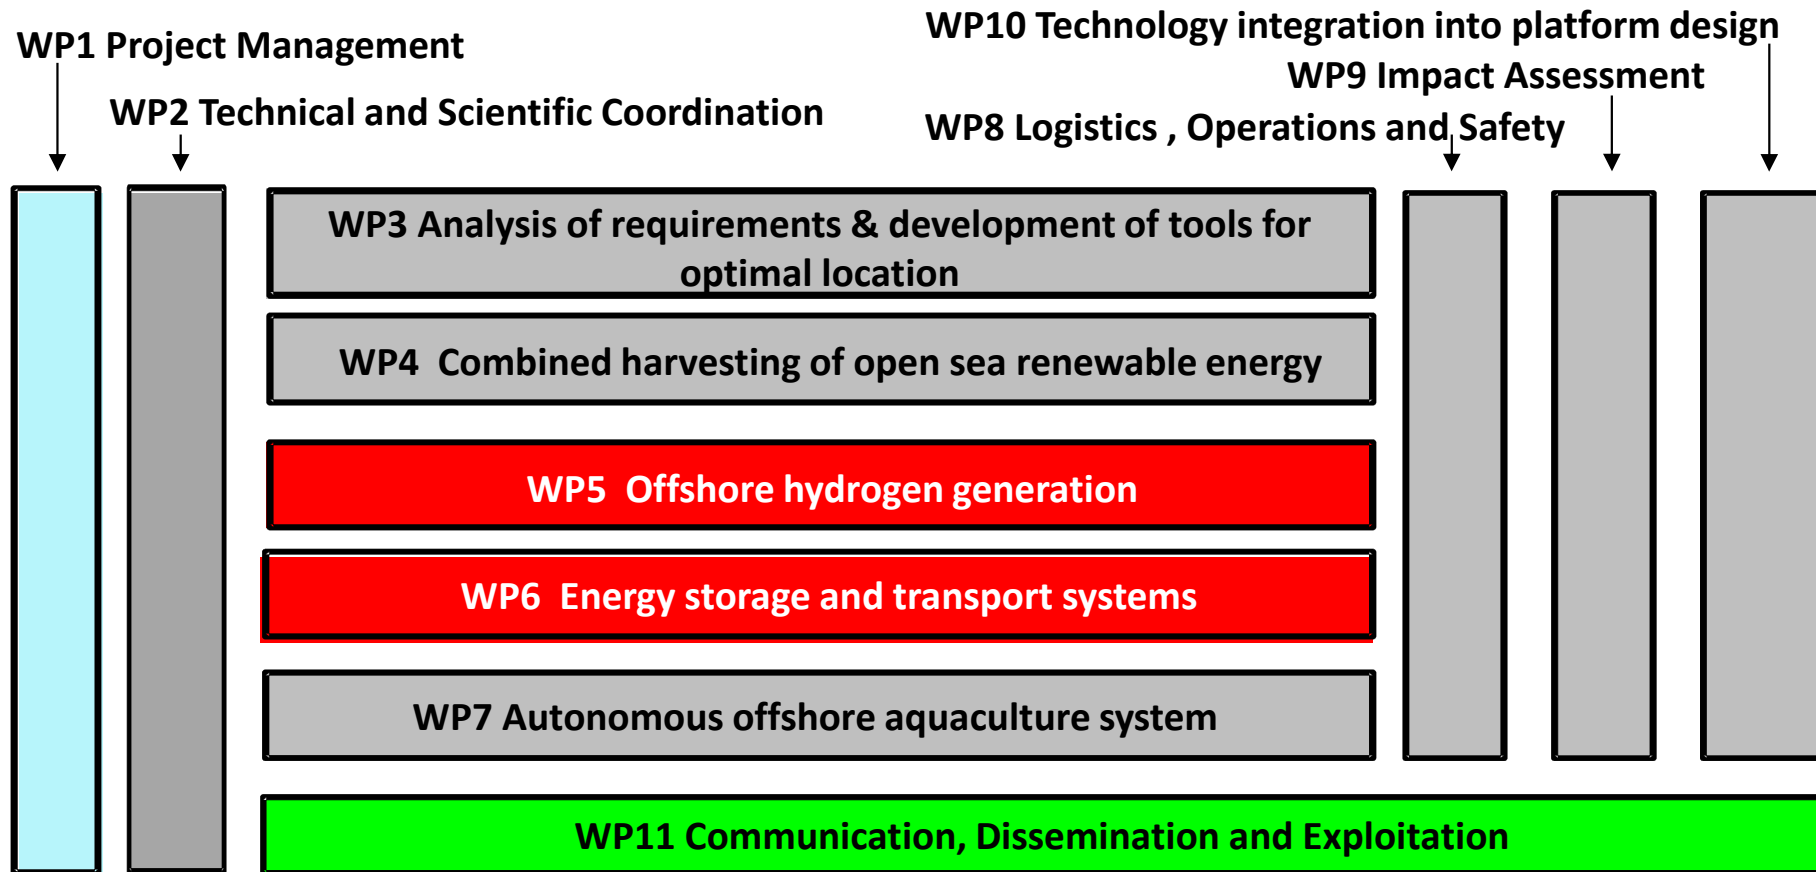 WP1 Project Management
WP2 Technical and Scientific Coordination
WP10 Technology integration into platform design
WP9 Impact Assessment
WP8 Logistics , Operations and Safety
WP3 Analysis of requirements & development of tools for
optimal location
WP4 Combined harvesting of open sea renewable energy
WP5 Offshore hydrogen generation
WP6 Energy storage and transport systems
WP7 Autonomous offshore aquaculture system
WP11 Communication, Dissemination and Exploitation